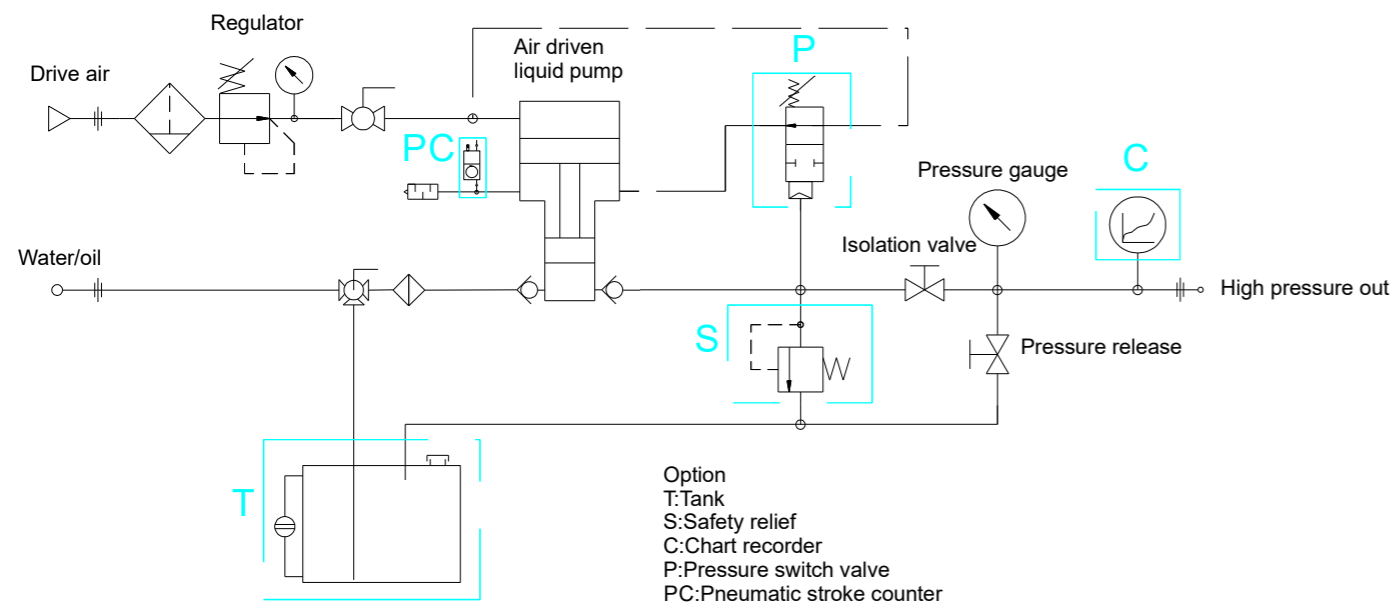 Regulator
Drive air
Air driven
liquid pump
P
PC
Pressure gauge
C
Water/oil
Isolation valve
High pressure out
S
Pressure release
T
Option
T:Tank
S:Safety relief
C:Chart recorder
P:Pressure switch valve
PC:Pneumatic stroke counter